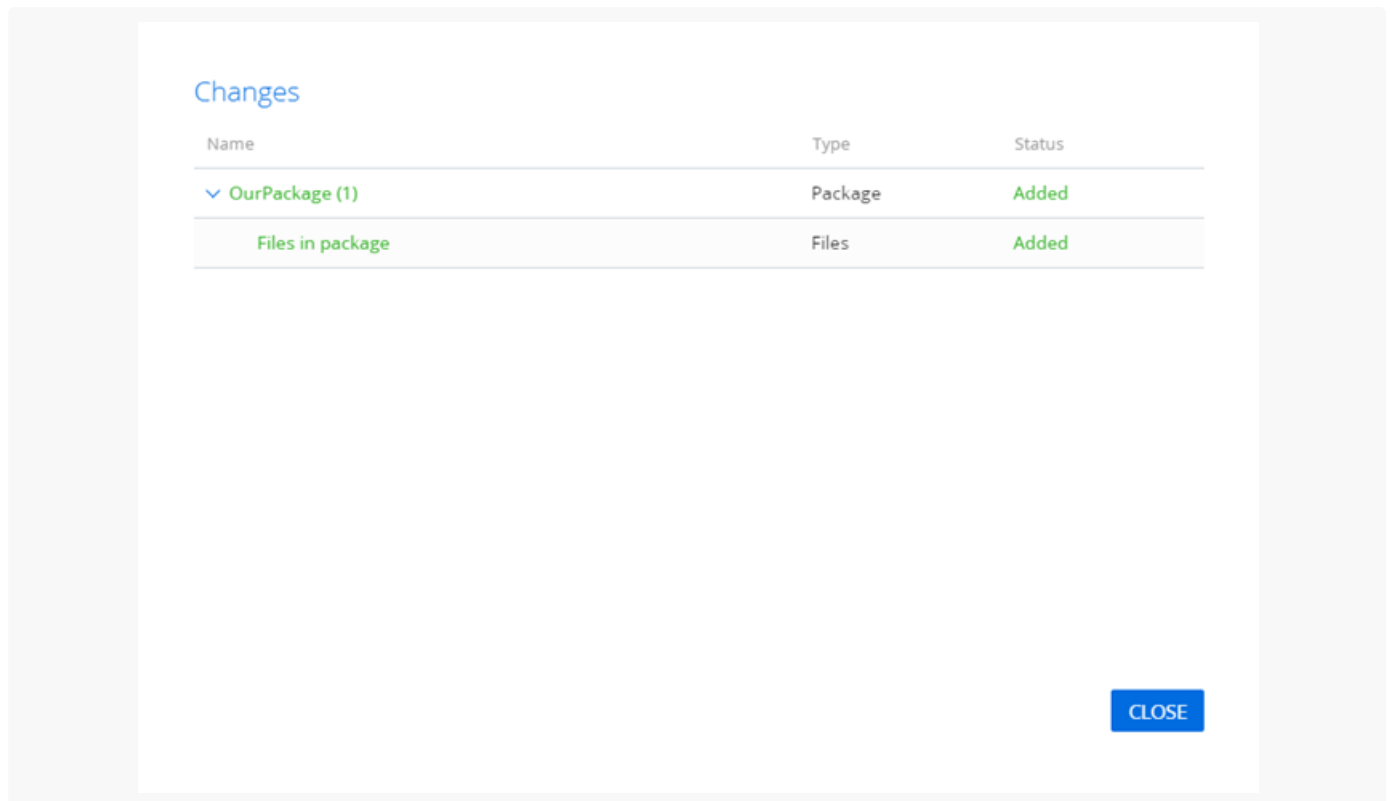 Changes
Name Type Status
OurPackage (1) Package Added
Files in package Files Added
CLOSE